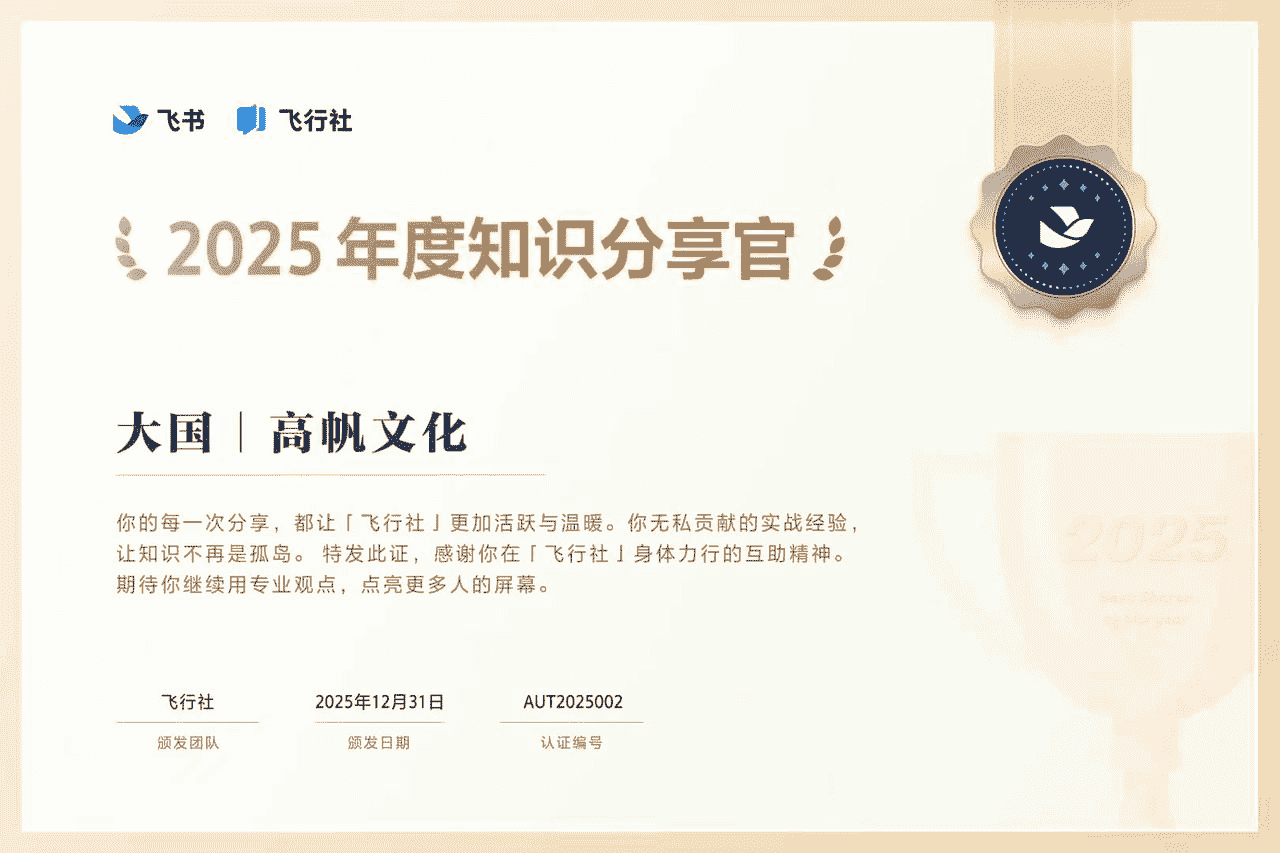 飞书 飞行社
2025 年度知识分享官
大国｜高帆文化
你的每一次分享，都让「飞行社」更加活跃与温暖。你无私贡献的实战经验，
让知识不再是孤岛。 特发此证，感谢你在「飞行社」身体力行的互助精神。
期待你继续用专业观点，点亮更多人的屏幕。
2025
Best Sharer
of the year
飞行社 2025年12月31日 AUT2025002
颁发团队 颁发日期 认证编号